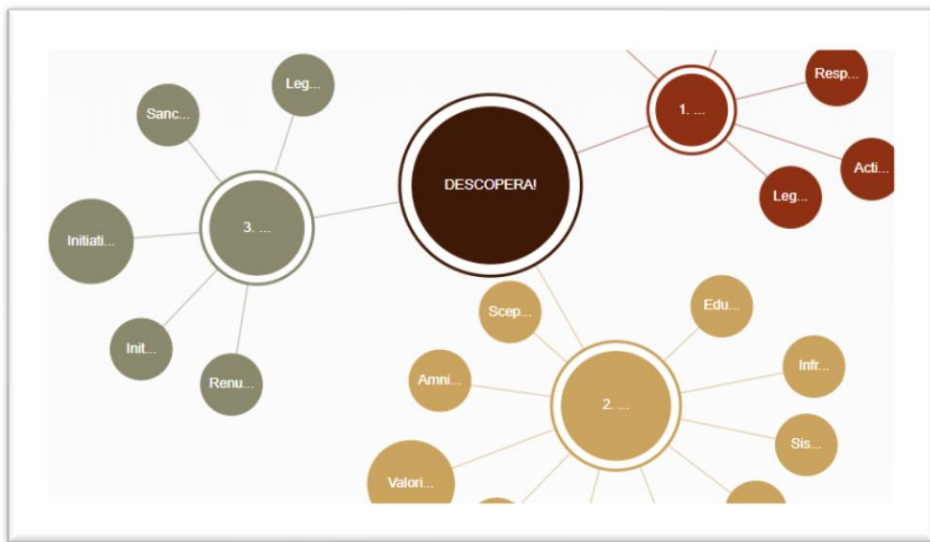 Leg...
Sanc...
3. ...
Initiati...
Init...
Renu...
DESCOPERA!
1. ...
Resp...
Acti...
Leg...
Scep...
Edu...
Amni...
2. ...
Infr...
Sis...
Valori...